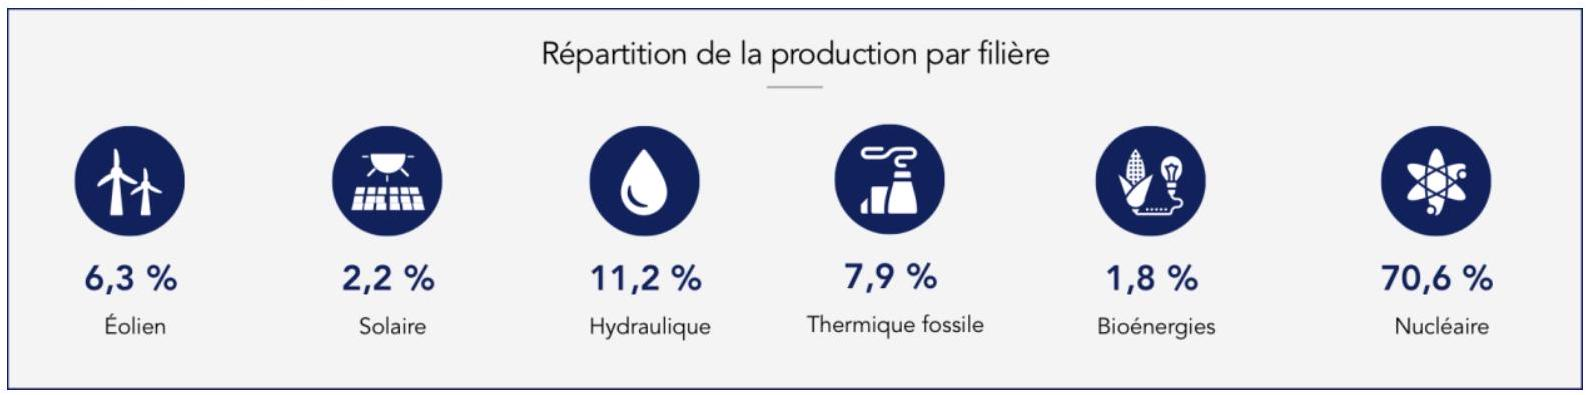 Répartition de la production par filière
6,3 % 2,2 % 11,2 % 7,9 % 1,8 % 70,6 %
Éolien Solaire Hydraulique Thermique fossile Bioénergies Nucléaire